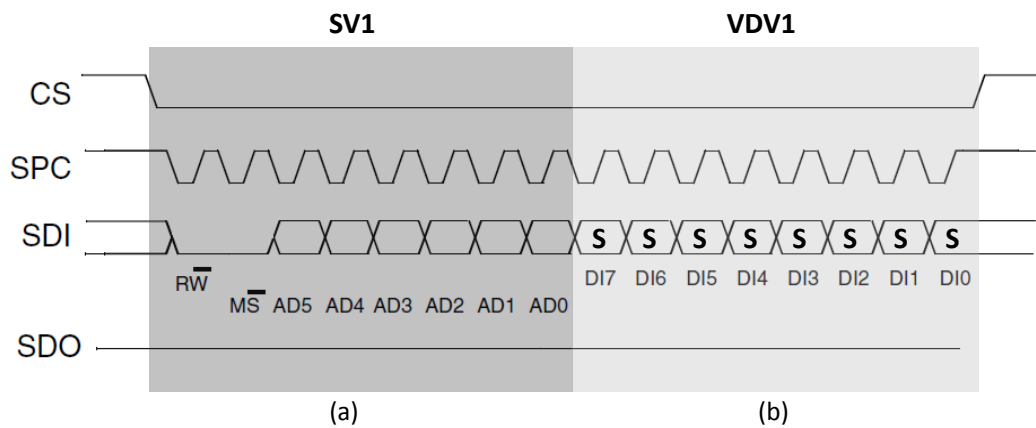 SV1 VDV1
CS
SPC
SDI S S S S S S S S
RW DI7 DI6 DI5 DI4 DI3 DI2 DI1 DI0
MS AD5 AD4 AD3 AD2 AD1 AD0
SDO
(a) (b)